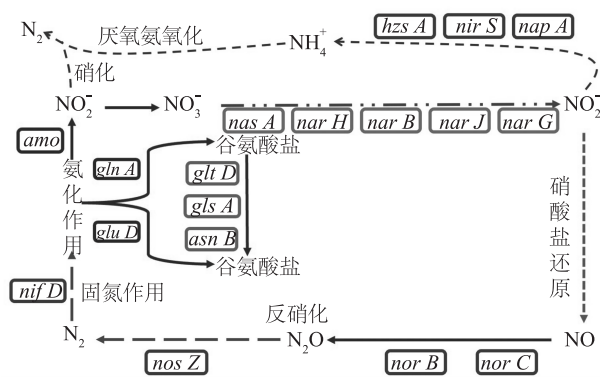 N₂
厌氧氨氧化
NH₄⁺
hzs A
nir S
nap A
硝化
NO₂⁻
NO₃⁻
NO₂⁻
nas A
nar H
nar B
nar J
nar G
amo
谷氨酸盐
氨化作用
gln A
glt D
gls A
glu D
asn B
谷氨酸盐
硝酸盐还原
nif D
固氮作用
反硝化
N₂
N₂O
NO
nos Z
nor B
nor C